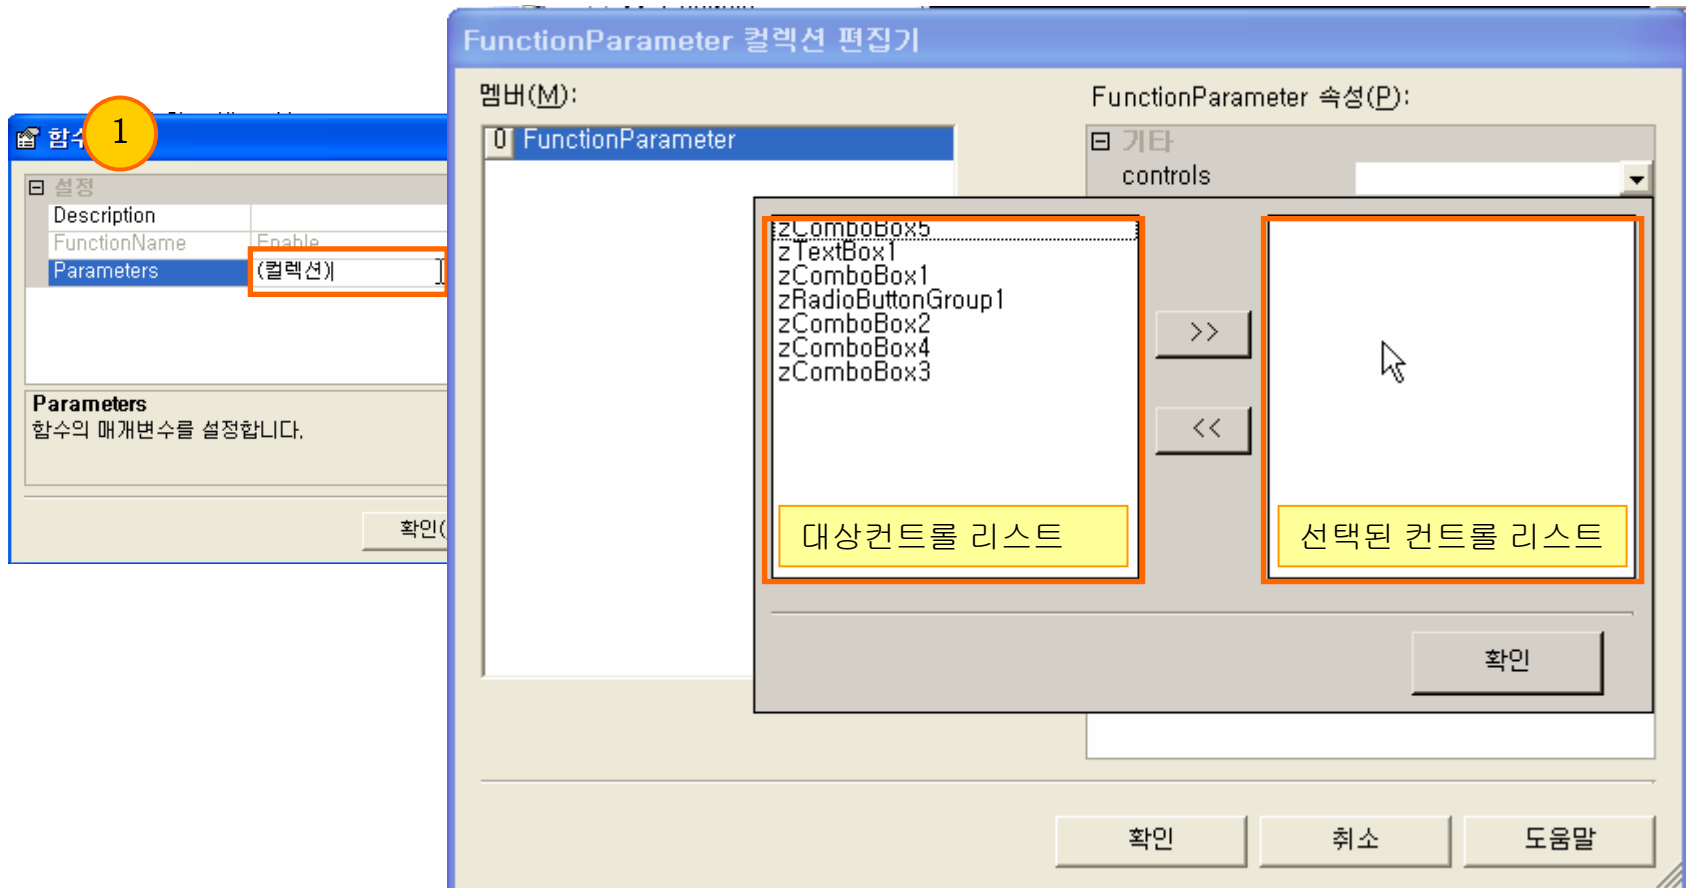 함수
1
설정
Description
FunctionName Enable
Parameters (컬렉션)
Parameters
함수의 매개변수를 설정합니다.
확인(
FunctionParameter 컬렉션 편집기
멤버(M):
0 FunctionParameter
FunctionParameter 속성(P):
기타
controls
zComboBox5
zTextBox1
zComboBox1
zRadioButtonGroup1
zComboBox2
zComboBox4
zComboBox3
>>
<<
대상컨트롤 리스트
선택된 컨트롤 리스트
확인
확인 취소 도움말